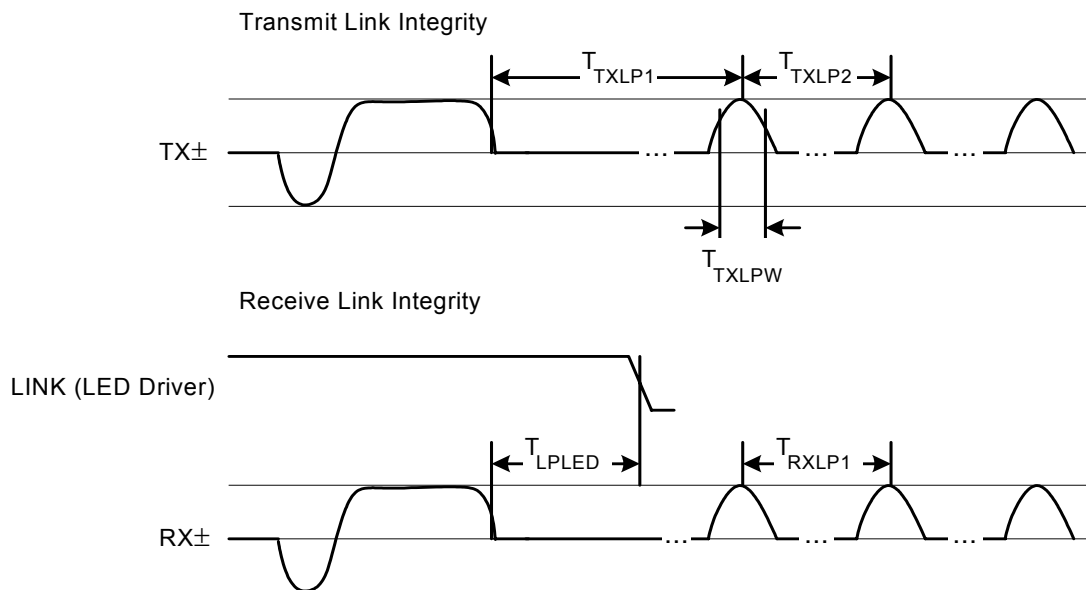 Transmit Link Integrity
TTXLP1
TTXLP2
TX±
... ... ...
TTXLPW
Receive Link Integrity
LINK (LED Driver)
TLPLED
TRXLP1
RX±
... ... ...